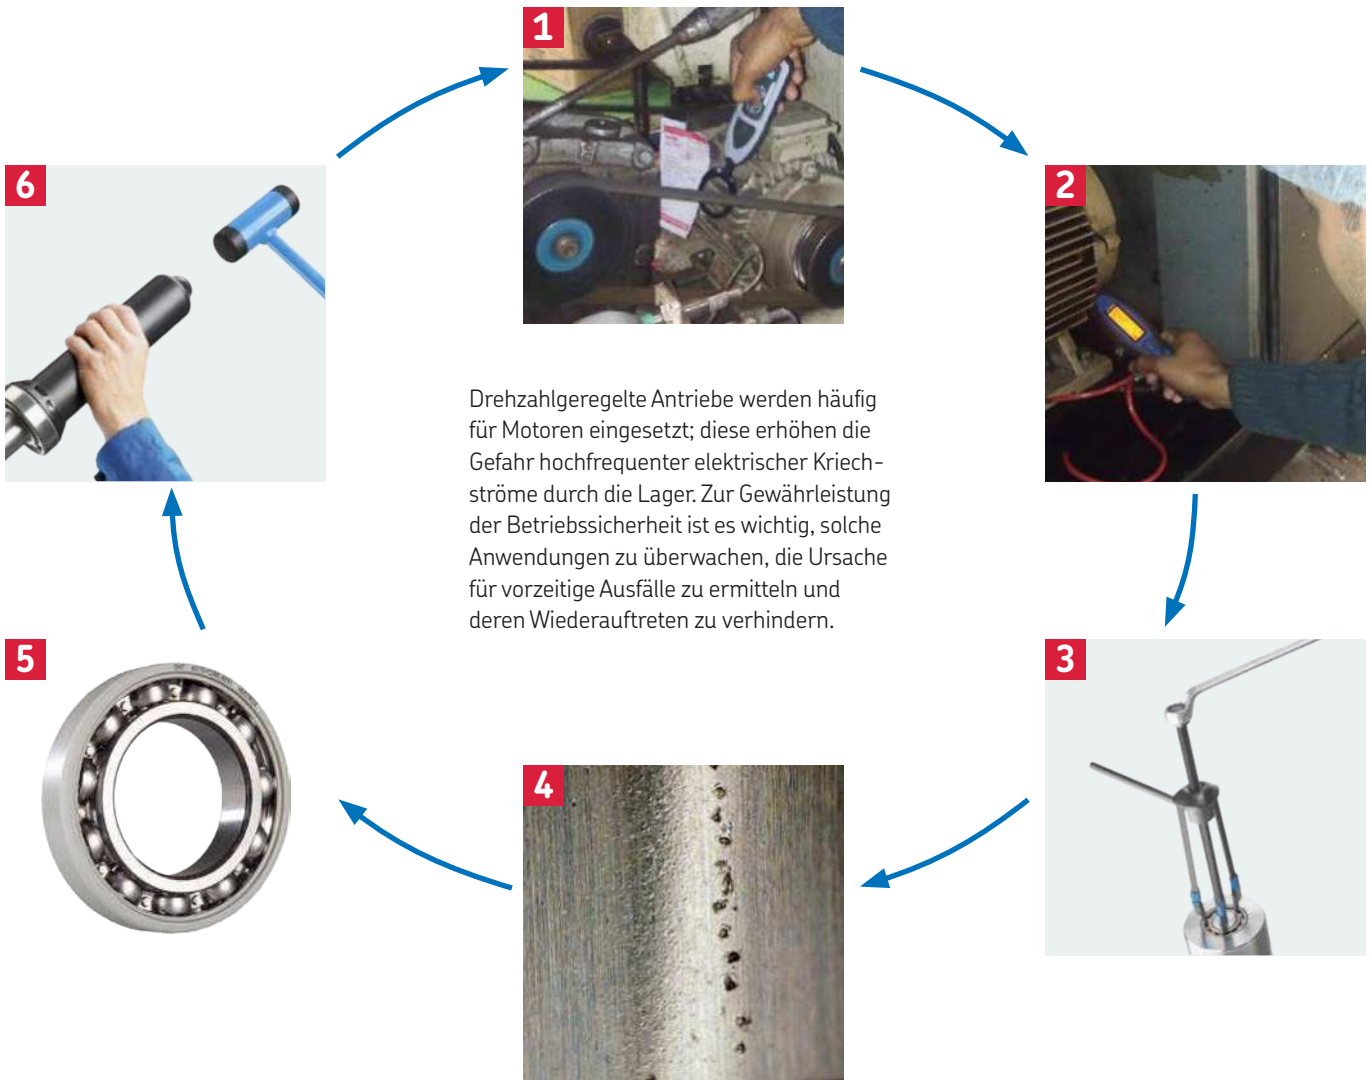 1
2
6
Drehzahlgeregelte Antriebe werden häufig
für Motoren eingesetzt; diese erhöhen die
Gefahr hochfrequenter elektrischer Kriech-
ströme durch die Lager. Zur Gewährleistung
der Betriebssicherheit ist es wichtig, solche
Anwendungen zu überwachen, die Ursache
für vorzeitige Ausfälle zu ermitteln und
deren Wiederauftreten zu verhindern.
5
3
4